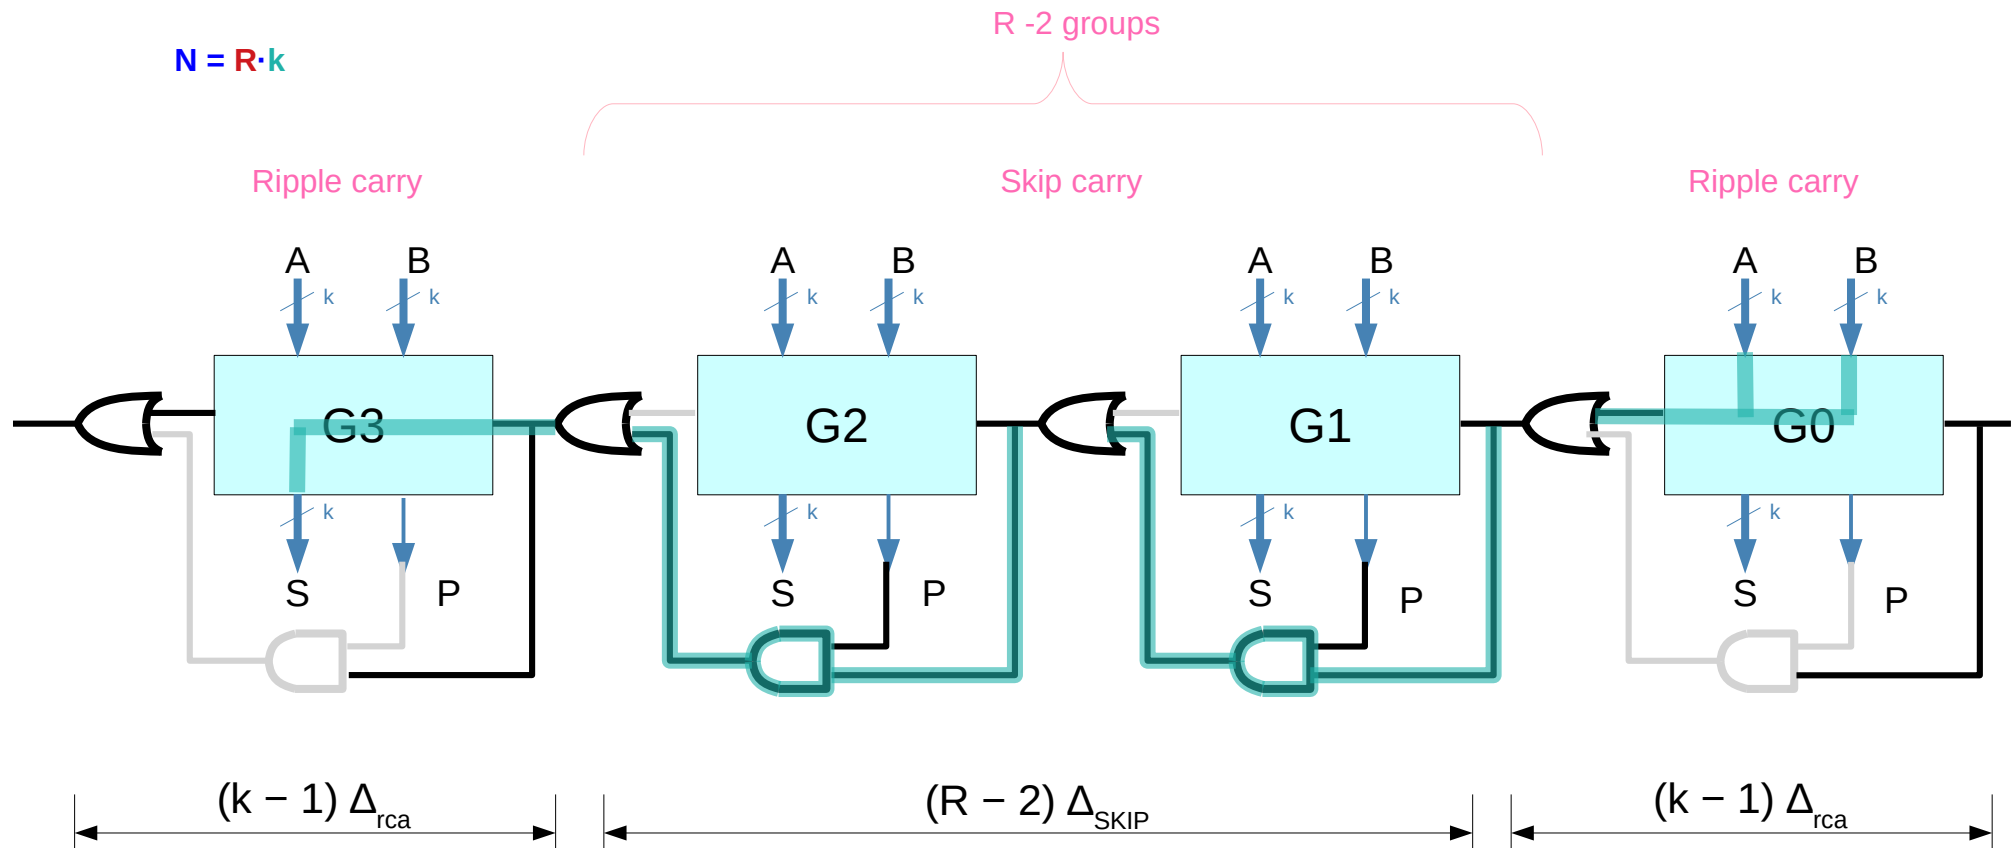 R -2 groups
N = R·k
Ripple carry
Skip carry
Ripple carry
A B A B A B A B
k k k k k k k k
G3 G2 G1 G0
k k k k
S P S P S P S P
(k − 1) Δrca
(R − 2) ΔSKIP
(k − 1) Δrca